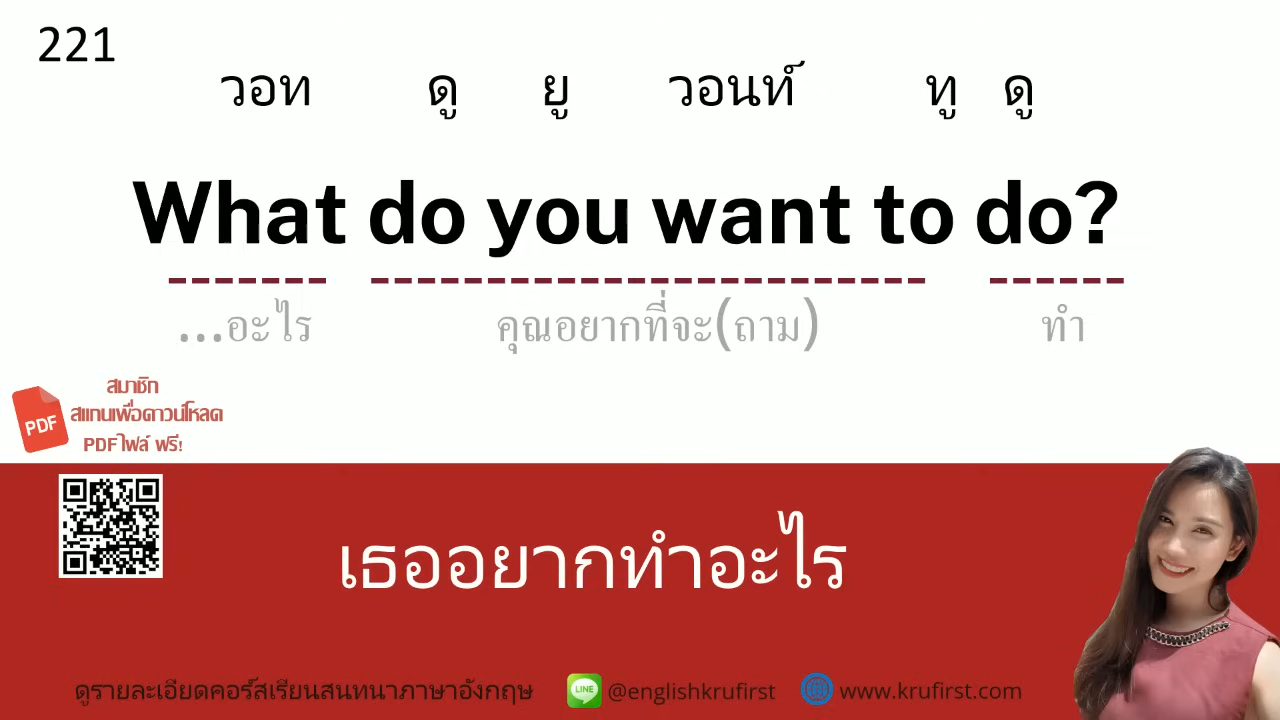 221
วอท ดู ยู วอนท์ ทู ดู
What do you want to do?
...อะไร คุณอยากที่จะ(ถาม) ทำ
สมาชิก
สแกนเพื่อดาวน์โหลด
PDF
PDFไฟล์ ฟรี!
เธออยากทำอะไร
ดูรายละเอียดคอร์สเรียนสนทนาภาษาอังกฤษ LINE @englishkrufirst www.krufirst.com